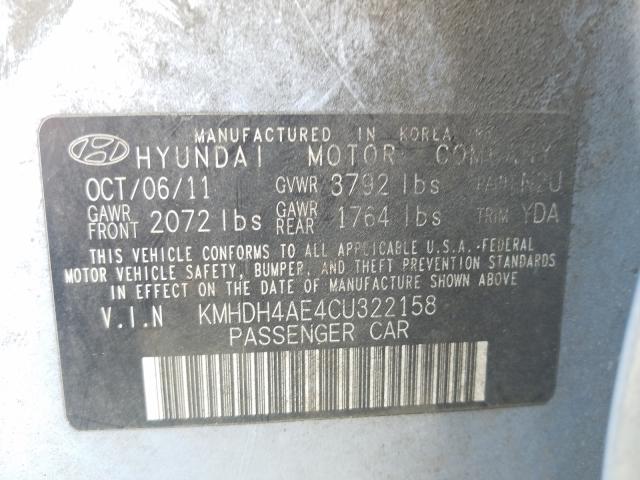 MANUFACTURED IN KOREA
HYUNDAI MOTOR COMPANY
OCT/06/11 GVWR 3792 lbs PAINT N2U
GAWR FRONT 2072 lbs GAWR REAR 1764 lbs TRIM YDA
THIS VEHICLE CONFORMS TO ALL APPLICABLE U.S.A.-FEDERAL
MOTOR VEHICLE SAFETY, BUMPER, AND THEFT PREVENTION STANDARDS
IN EFFECT ON THE DATE OF MANUFACTURE SHOWN ABOVE
V.I.N KMHDH4AE4CU322158
PASSENGER CAR